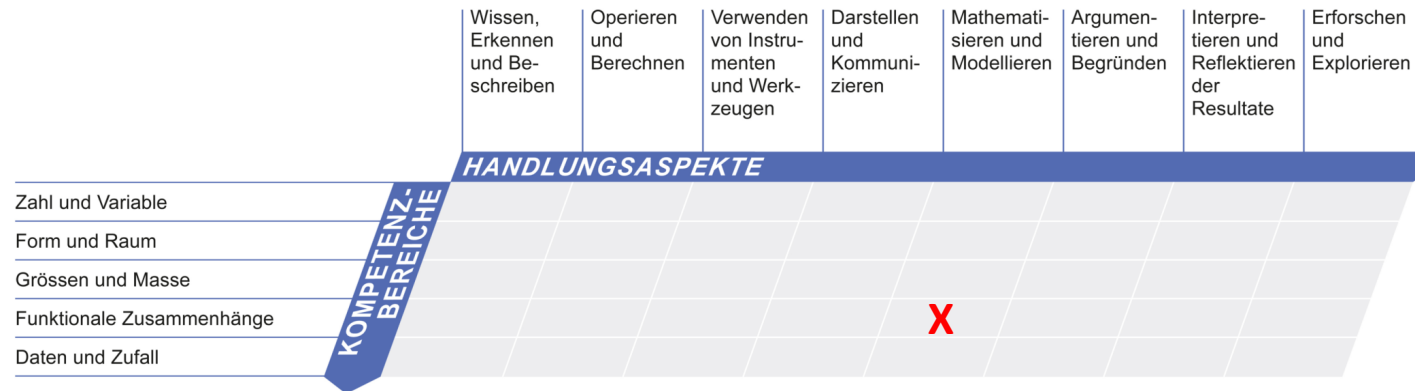 Wissen,
Erkennen
und Be-
schreiben
Operieren
und
Berechnen
Verwenden
von Instru-
menten
und Werk-
zeugen
Darstellen
und
Kommuni-
zieren
Mathemati-
sieren und
Modellieren
Argumen-
tieren und
Begründen
Interpre-
tieren und
Reflektieren
der
Resultate
Erforschen
und
Explorieren
HANDLUNGSASPEKTE
KOMPETENZ-
BEREICHE
Zahl und Variable
Form und Raum
Grössen und Masse
Funktionale Zusammenhänge
X
Daten und Zufall